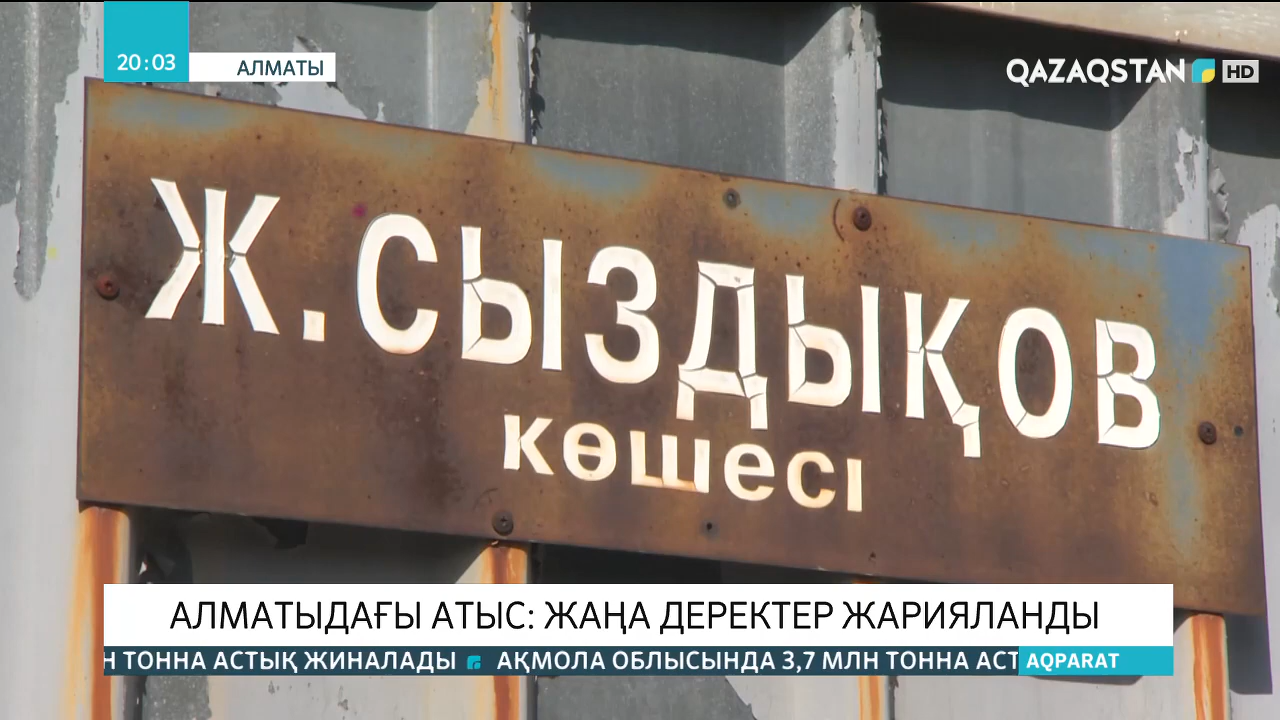 20:03
АЛМАТЫ
QAZAQSTAN HD
Ж.СЫЗДЫҚОВ
көшесі
АЛМАТЫДАҒЫ АТЫС: ЖАҢА ДЕРЕКТЕР ЖАРИЯЛАНДЫ
ТОННА АСТЫҚ ЖИНАЛАДЫ АҚМОЛА ОБЛЫСЫНДА 3,7 МЛН ТОННА
AQPARAT